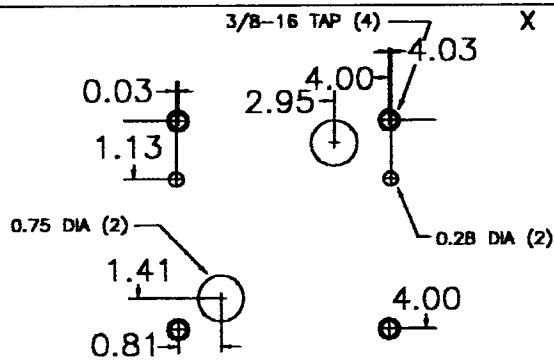 3/8-16 TAP (4)
X
4.03
4.00
0.03
2.95
1.13
0.75 DIA (2)
0.28 DIA (2)
1.41
4.00
0.81